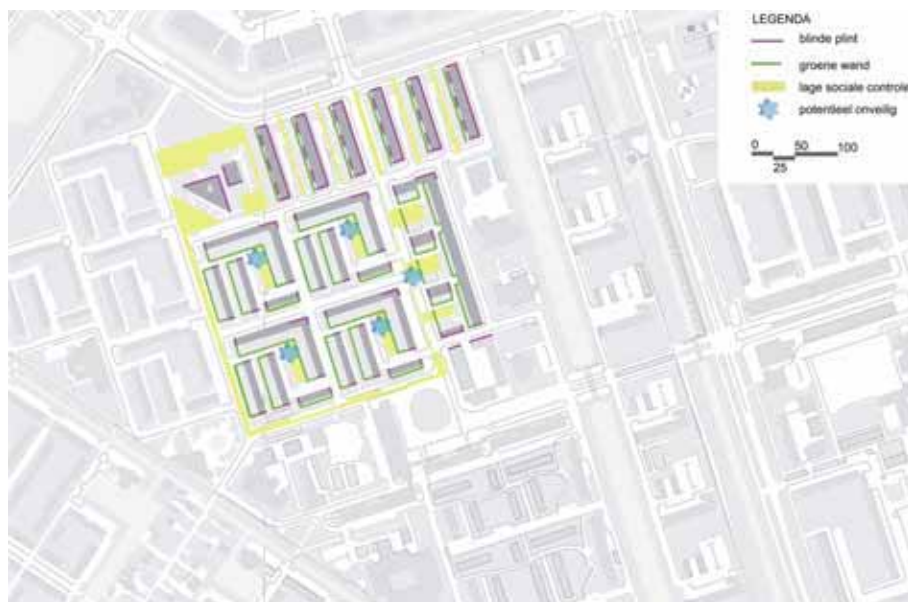 LEGENDA
blinde plint
groene wand
lage sociale controle
potentieel onveilig
0 50 100
25